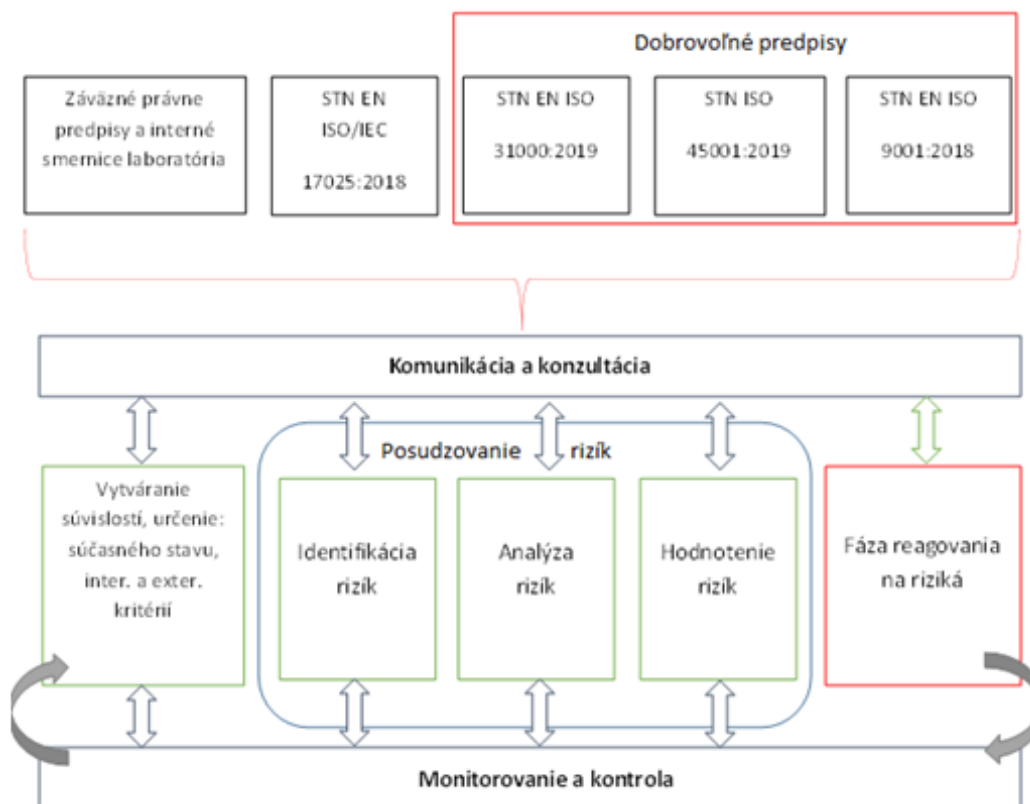 Dobrovoľné predpisy
Záväzné právne
predpisy a interné
smernice laboratória
STN EN
ISO/IEC
17025:2018
STN EN ISO
31000:2019
STN ISO
45001:2019
STN EN ISO
9001:2018
Komunikácia a konzultácia
Posudzovanie rizík
Vytváranie
súvislostí, určenie:
súčasného stavu,
inter. a exter.
kritérií
Identifikácia
rizík
Analýza
rizík
Hodnotenie
rizík
Fáza reagovania
na riziká
Monitorovanie a kontrola